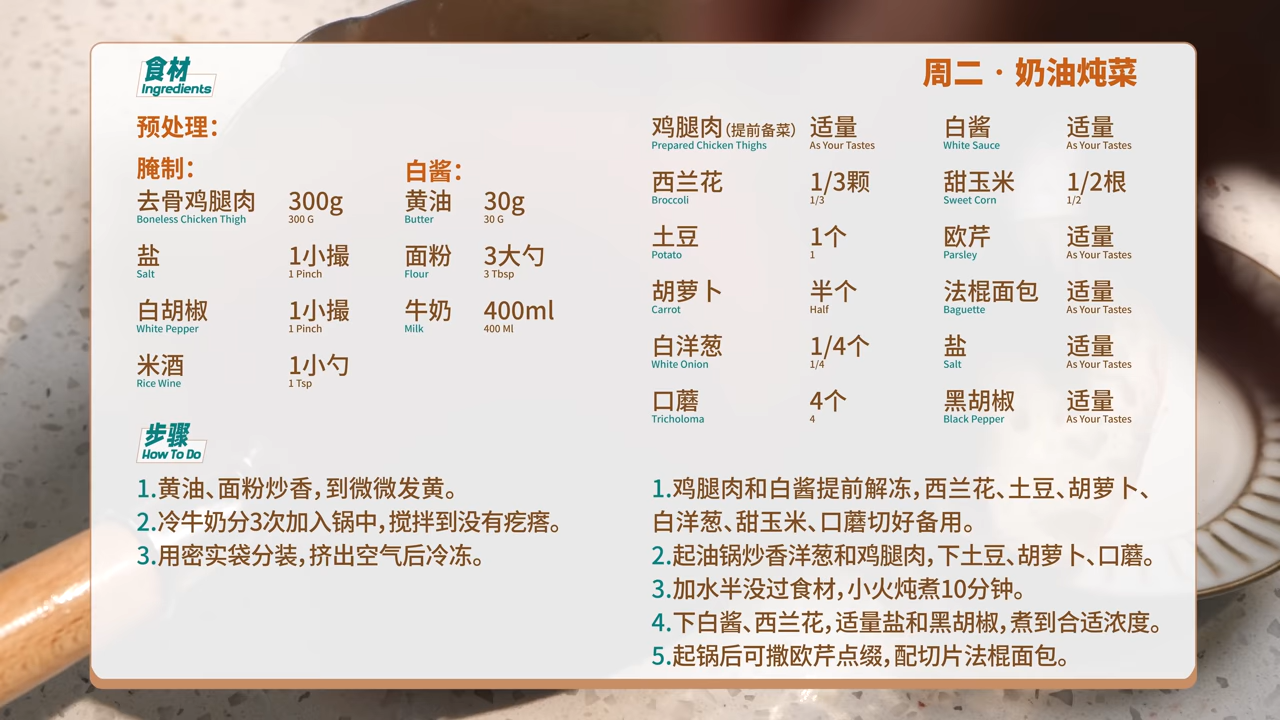 食材
Ingredients
周二 · 奶油炖菜
预处理：
腌制：
去骨鸡腿肉 300g
Boneless Chicken Thigh 300 G
盐 1小撮
Salt 1 Pinch
白胡椒 1小撮
White Pepper 1 Pinch
米酒 1小勺
Rice Wine 1 Tsp
白酱：
黄油 30g
Butter 30 G
面粉 3大勺
Flour 3 Tbsp
牛奶 400ml
Milk 400 Ml
鸡腿肉（提前备菜） 适量
Prepared Chicken Thighs As Your Tastes
西兰花 1/3颗
Broccoli 1/3
土豆 1个
Potato 1
胡萝卜 半个
Carrot Half
白洋葱 1/4个
White Onion 1/4
口蘑 4个
Tricholoma 4
白酱 适量
White Sauce As Your Tastes
甜玉米 1/2根
Sweet Corn 1/2
欧芹 适量
Parsley As Your Tastes
法棍面包 适量
Baguette As Your Tastes
盐 适量
Salt As Your Tastes
黑胡椒 适量
Black Pepper As Your Tastes
步骤
How To Do
1.黄油、面粉炒香，到微微发黄。
2.冷牛奶分3次加入锅中，搅拌到没有疙瘩。
3.用密实袋分装，挤出空气后冷冻。
1.鸡腿肉和白酱提前解冻，西兰花、土豆、胡萝卜、
白洋葱、甜玉米、口蘑切好备用。
2.起油锅炒香洋葱和鸡腿肉，下土豆、胡萝卜、口蘑。
3.加水半没过食材，小火炖煮10分钟。
4.下白酱、西兰花，适量盐和黑胡椒，煮到合适浓度。
5.起锅后可撒欧芹点缀，配切片法棍面包。